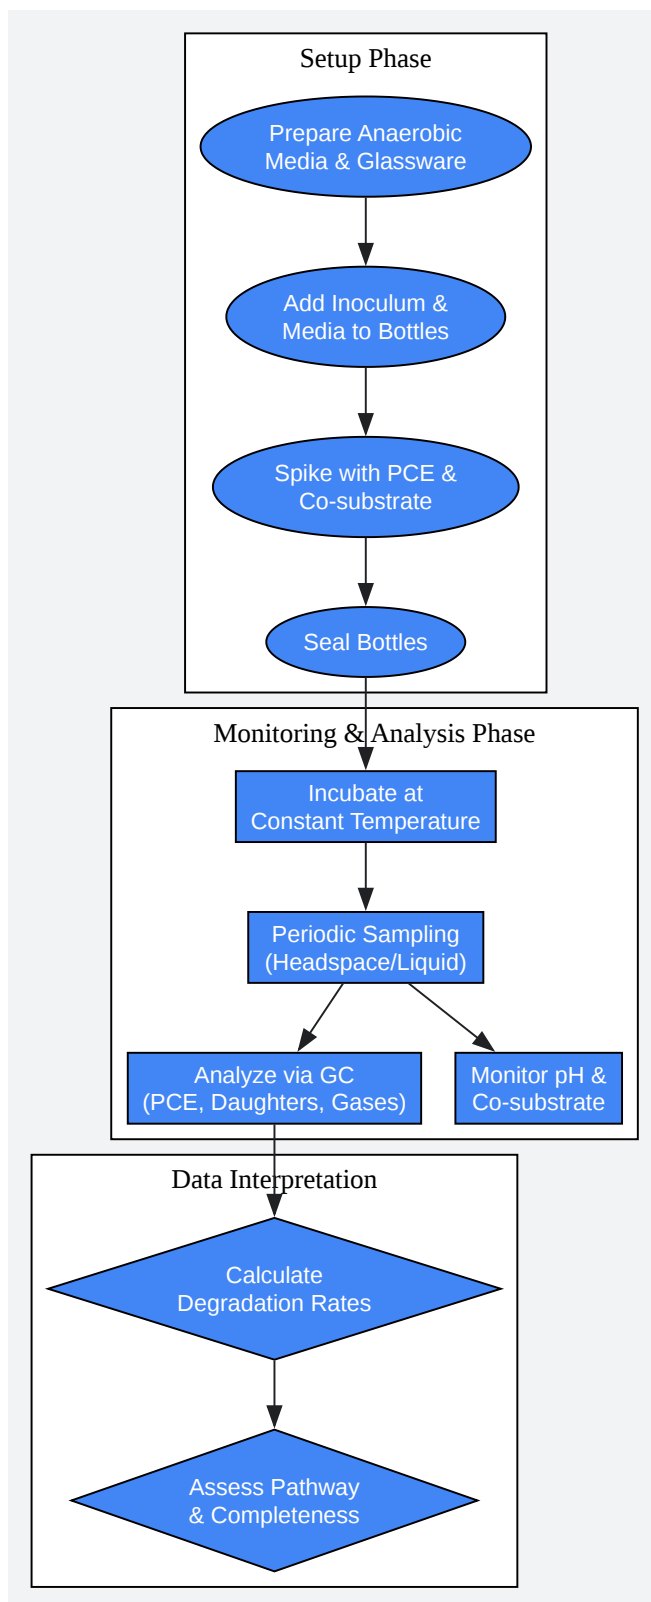 Setup Phase
Prepare Anaerobic
Media & Glassware
Add Inoculum &
Media to Bottles
Spike with PCE &
Co-substrate
Seal Bottles
Monitoring & Analysis Phase
Incubate at
Constant Temperature
Periodic Sampling
(Headspace/Liquid)
Analyze via GC
(PCE, Daughters, Gases)
Monitor pH &
Co-substrate
Data Interpretation
Calculate
Degradation Rates
Assess Pathway
& Completeness